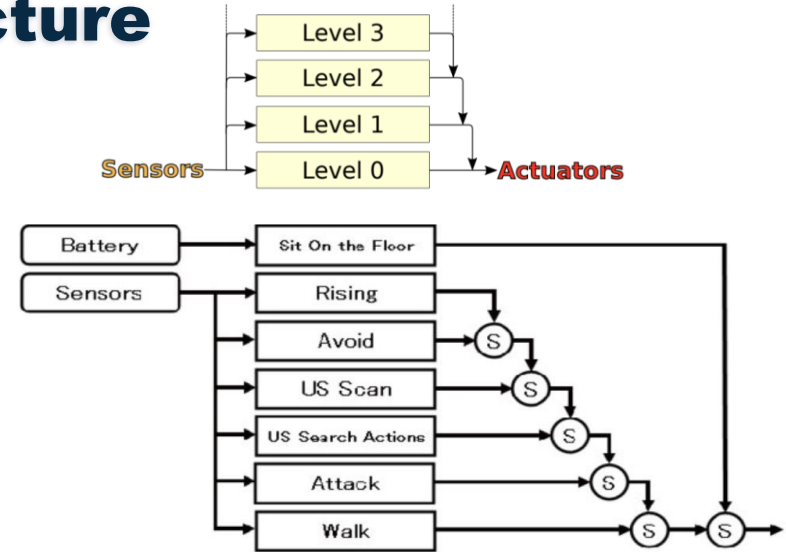 cture
Level 3
Level 2
Level 1
Sensors
Level 0
Actuators
Battery
Sit On the Floor
Sensors
Rising
Avoid
S
US Scan
S
US Search Actions
S
Attack
S
Walk
S
S